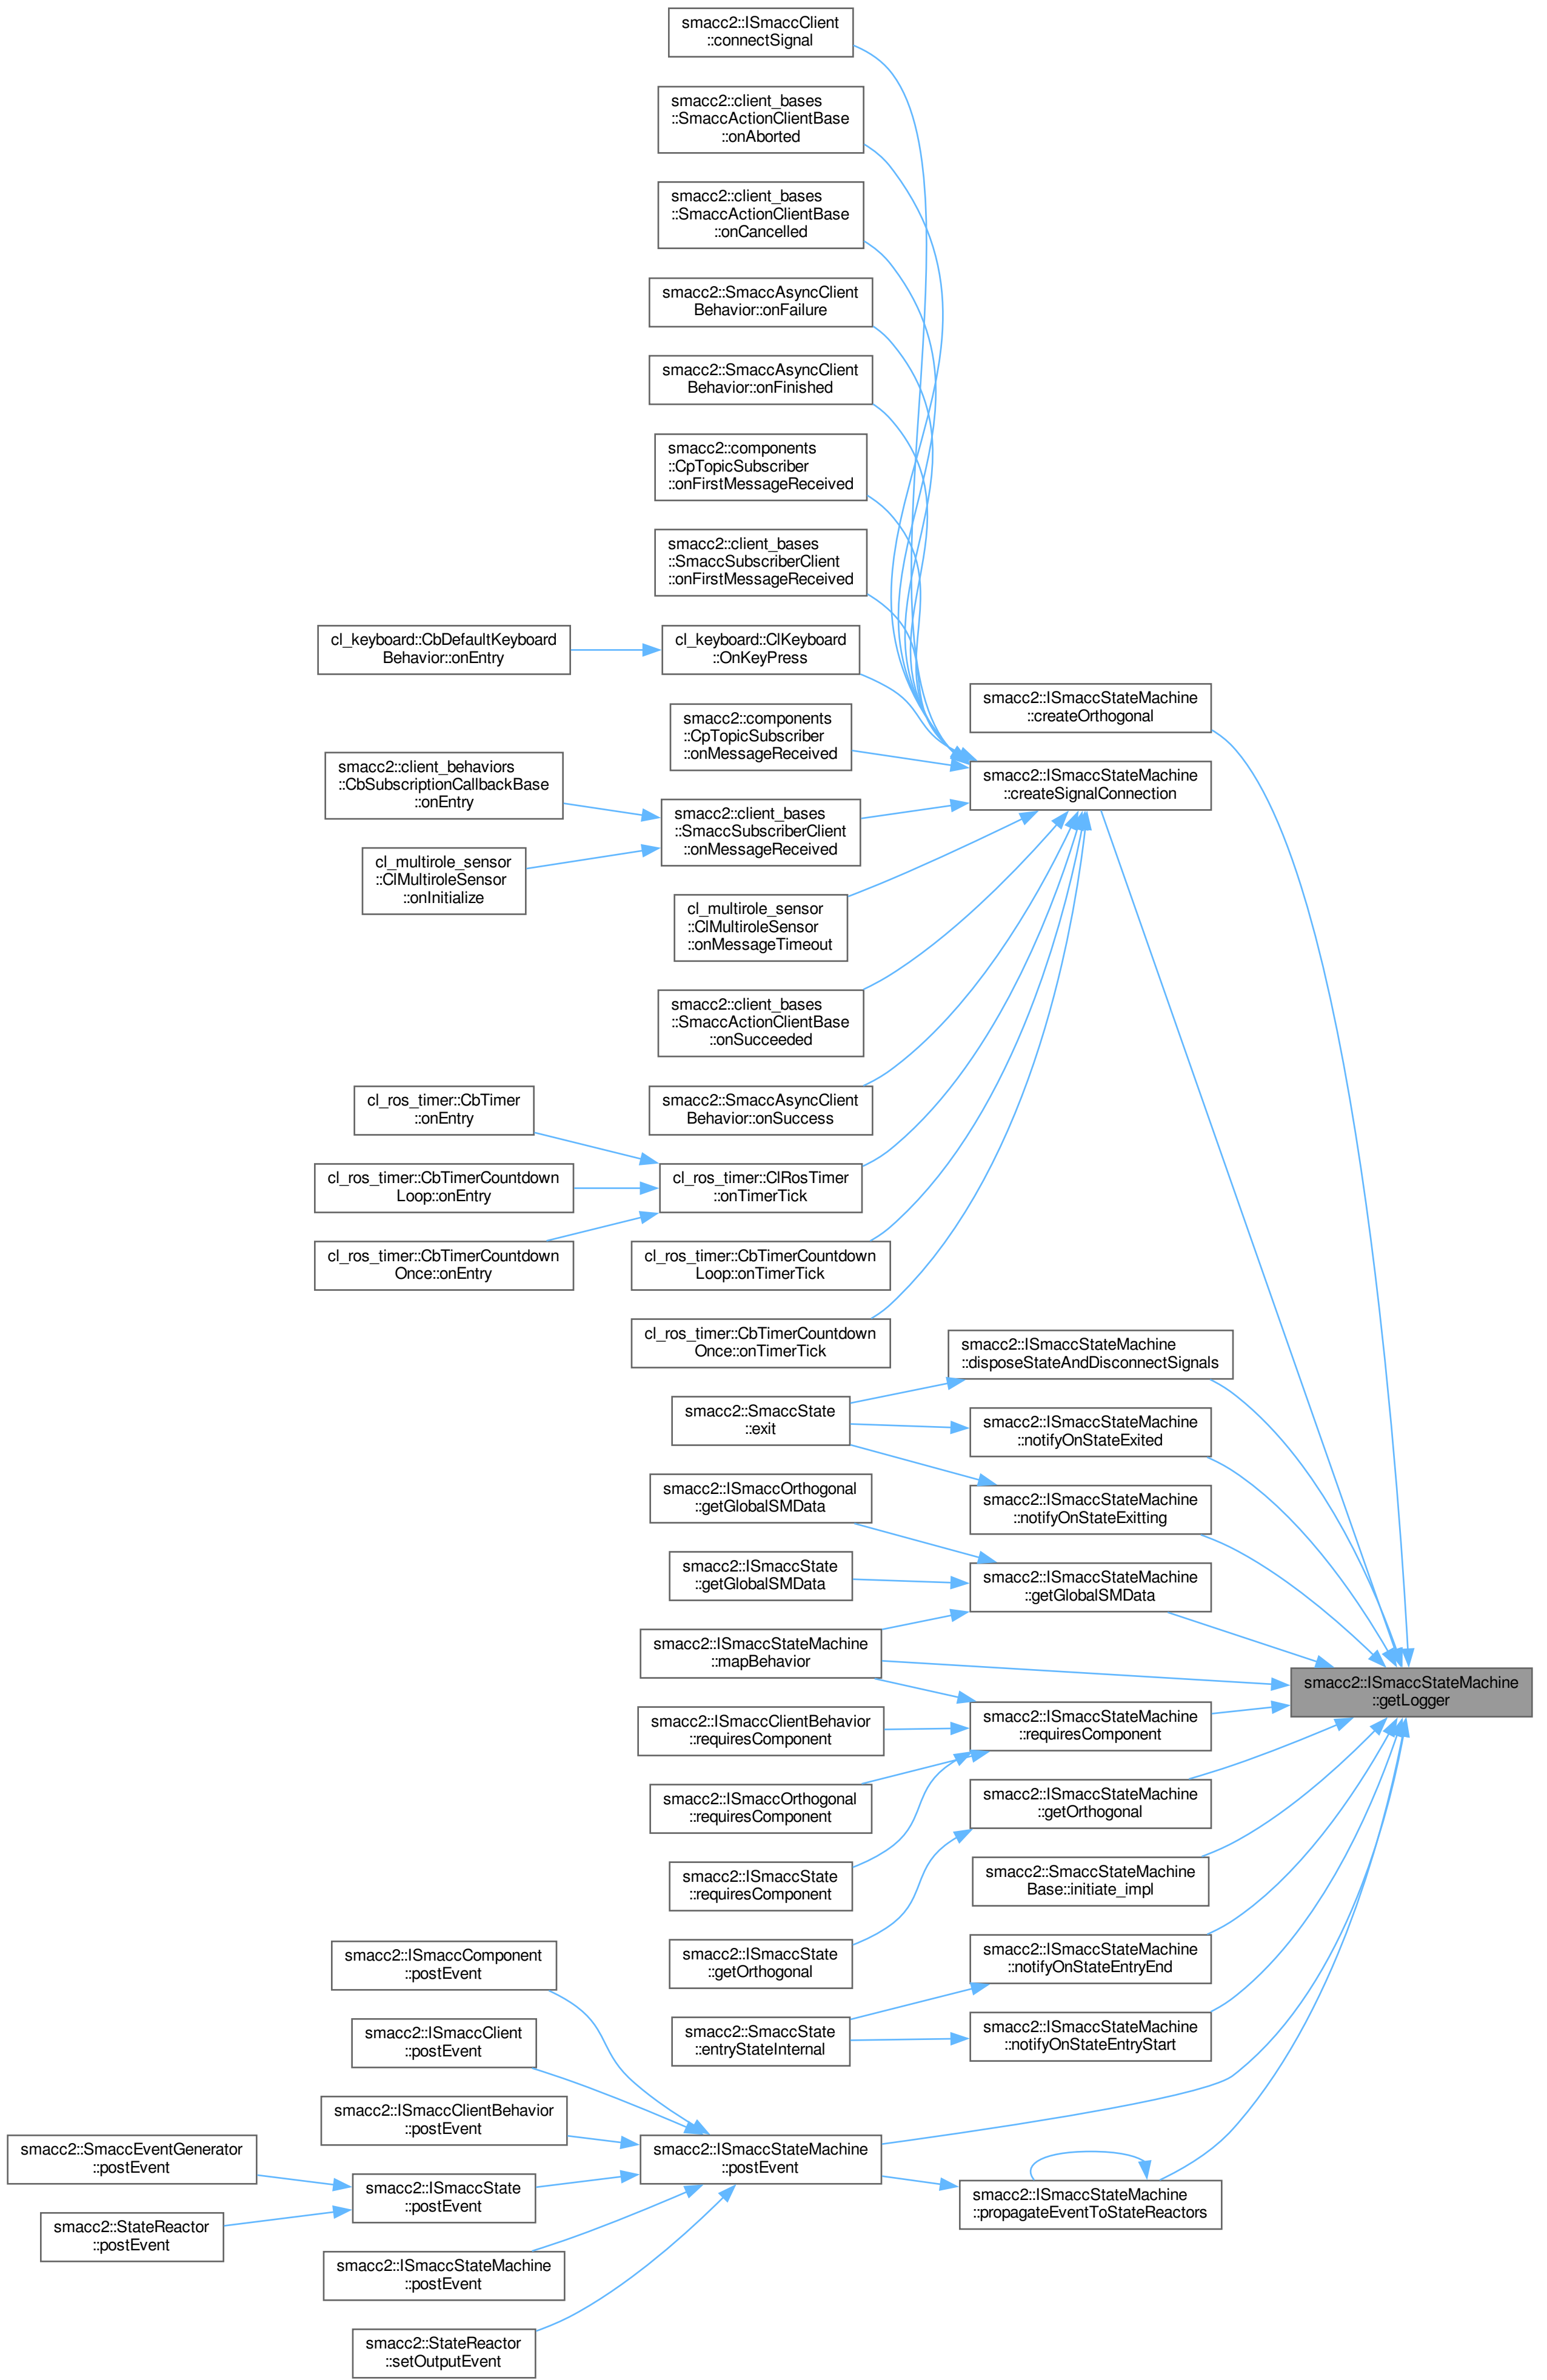 smacc2::ISmaccClient
::connectSignal
smacc2::client_bases
::SmaccActionClientBase
::onAborted
smacc2::client_bases
::SmaccActionClientBase
::onCancelled
smacc2::SmaccAsyncClient
Behavior::onFailure
smacc2::SmaccAsyncClient
Behavior::onFinished
smacc2::components
::CpTopicSubscriber
::onFirstMessageReceived
smacc2::client_bases
::SmaccSubscriberClient
::onFirstMessageReceived
cl_keyboard::CbDefaultKeyboard
Behavior::onEntry
cl_keyboard::ClKeyboard
::OnKeyPress
smacc2::ISmaccStateMachine
::createOrthogonal
smacc2::components
::CpTopicSubscriber
::onMessageReceived
smacc2::client_behaviors
::CbSubscriptionCallbackBase
::onEntry
smacc2::ISmaccStateMachine
::createSignalConnection
smacc2::client_bases
::SmaccSubscriberClient
::onMessageReceived
cl_multirole_sensor
::ClMultiroleSensor
::onInitialize
cl_multirole_sensor
::ClMultiroleSensor
::onMessageTimeout
smacc2::client_bases
::SmaccActionClientBase
::onSucceeded
cl_ros_timer::CbTimer
::onEntry
smacc2::SmaccAsyncClient
Behavior::onSuccess
cl_ros_timer::CbTimerCountdown
Loop::onEntry
cl_ros_timer::ClRosTimer
::onTimerTick
cl_ros_timer::CbTimerCountdown
Once::onEntry
cl_ros_timer::CbTimerCountdown
Loop::onTimerTick
cl_ros_timer::CbTimerCountdown
Once::onTimerTick
smacc2::ISmaccStateMachine
::disposeStateAndDisconnectSignals
smacc2::SmaccState
::exit
smacc2::ISmaccStateMachine
::notifyOnStateExited
smacc2::ISmaccOrthogonal
::getGlobalSMData
smacc2::ISmaccStateMachine
::notifyOnStateExitting
smacc2::ISmaccState
::getGlobalSMData
smacc2::ISmaccStateMachine
::getGlobalSMData
smacc2::ISmaccStateMachine
::mapBehavior
smacc2::ISmaccStateMachine
::getLogger
smacc2::ISmaccClientBehavior
::requiresComponent
smacc2::ISmaccStateMachine
::requiresComponent
smacc2::ISmaccOrthogonal
::requiresComponent
smacc2::ISmaccStateMachine
::getOrthogonal
smacc2::ISmaccState
::requiresComponent
smacc2::SmaccStateMachine
Base::initiate_impl
smacc2::ISmaccComponent
::postEvent
smacc2::ISmaccState
::getOrthogonal
smacc2::ISmaccStateMachine
::notifyOnStateEntryEnd
smacc2::ISmaccClient
::postEvent
smacc2::SmaccState
::entryStateInternal
smacc2::ISmaccStateMachine
::notifyOnStateEntryStart
smacc2::ISmaccClientBehavior
::postEvent
smacc2::SmaccEventGenerator
::postEvent
smacc2::ISmaccStateMachine
::postEvent
smacc2::ISmaccState
::postEvent
smacc2::ISmaccStateMachine
::propagateEventToStateReactors
smacc2::StateReactor
::postEvent
smacc2::ISmaccStateMachine
::postEvent
smacc2::StateReactor
::setOutputEvent